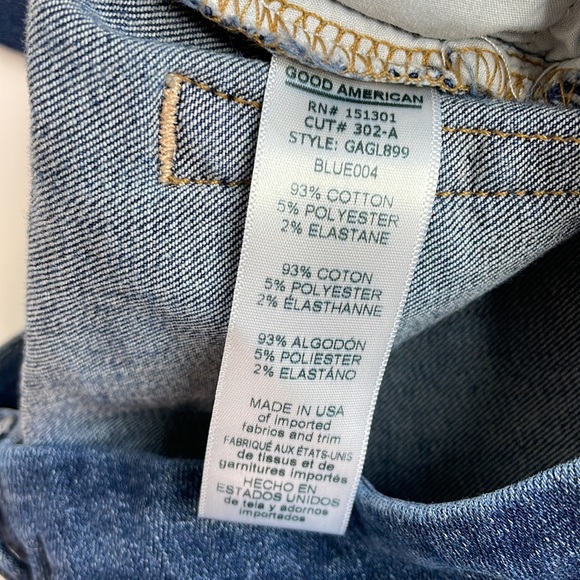 GOOD AMERICAN
RN# 151301
CUT# 302-A
STYLE: GAGL899
BLUE004
93% COTTON
5% POLYESTER
2% ELASTANE
93% COTON
5% POLYESTER
2% ÉLASTHANNE
93% ALGODÓN
5% POLIÉSTER
2% ELASTÁNO
MADE IN USA
of imported
fabrics and trim
FABRIQUÉ AUX ÉTATS-UNIS
de tissus et de
garnitures importés
HECHO EN
ESTADOS UNIDOS
de tela y adornos
importados